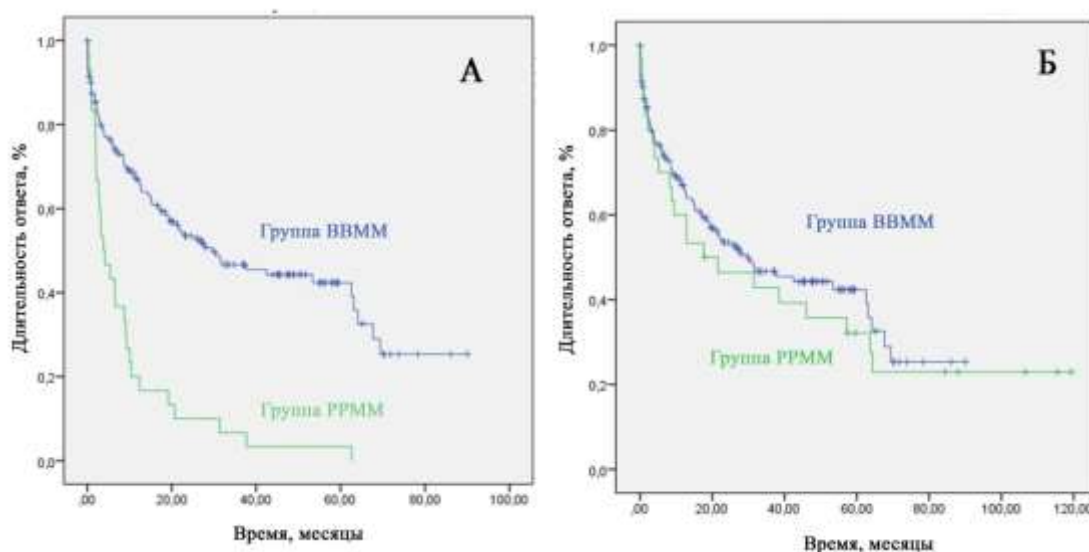 А
1,0
0,8
0,6
0,4
0,2
0,0
Длительность ответа, %
Группа ВВММ
Группа РРММ
,00
20,00
40,00
60,00
80,00
100,00
Время, месяцы
Б
1,0
0,8
0,6
0,4
0,2
0,0
Длительность ответа, %
Группа ВВММ
Группа РРММ
,00
20,00
40,00
60,00
80,00
100,00
120,00
Время, месяцы